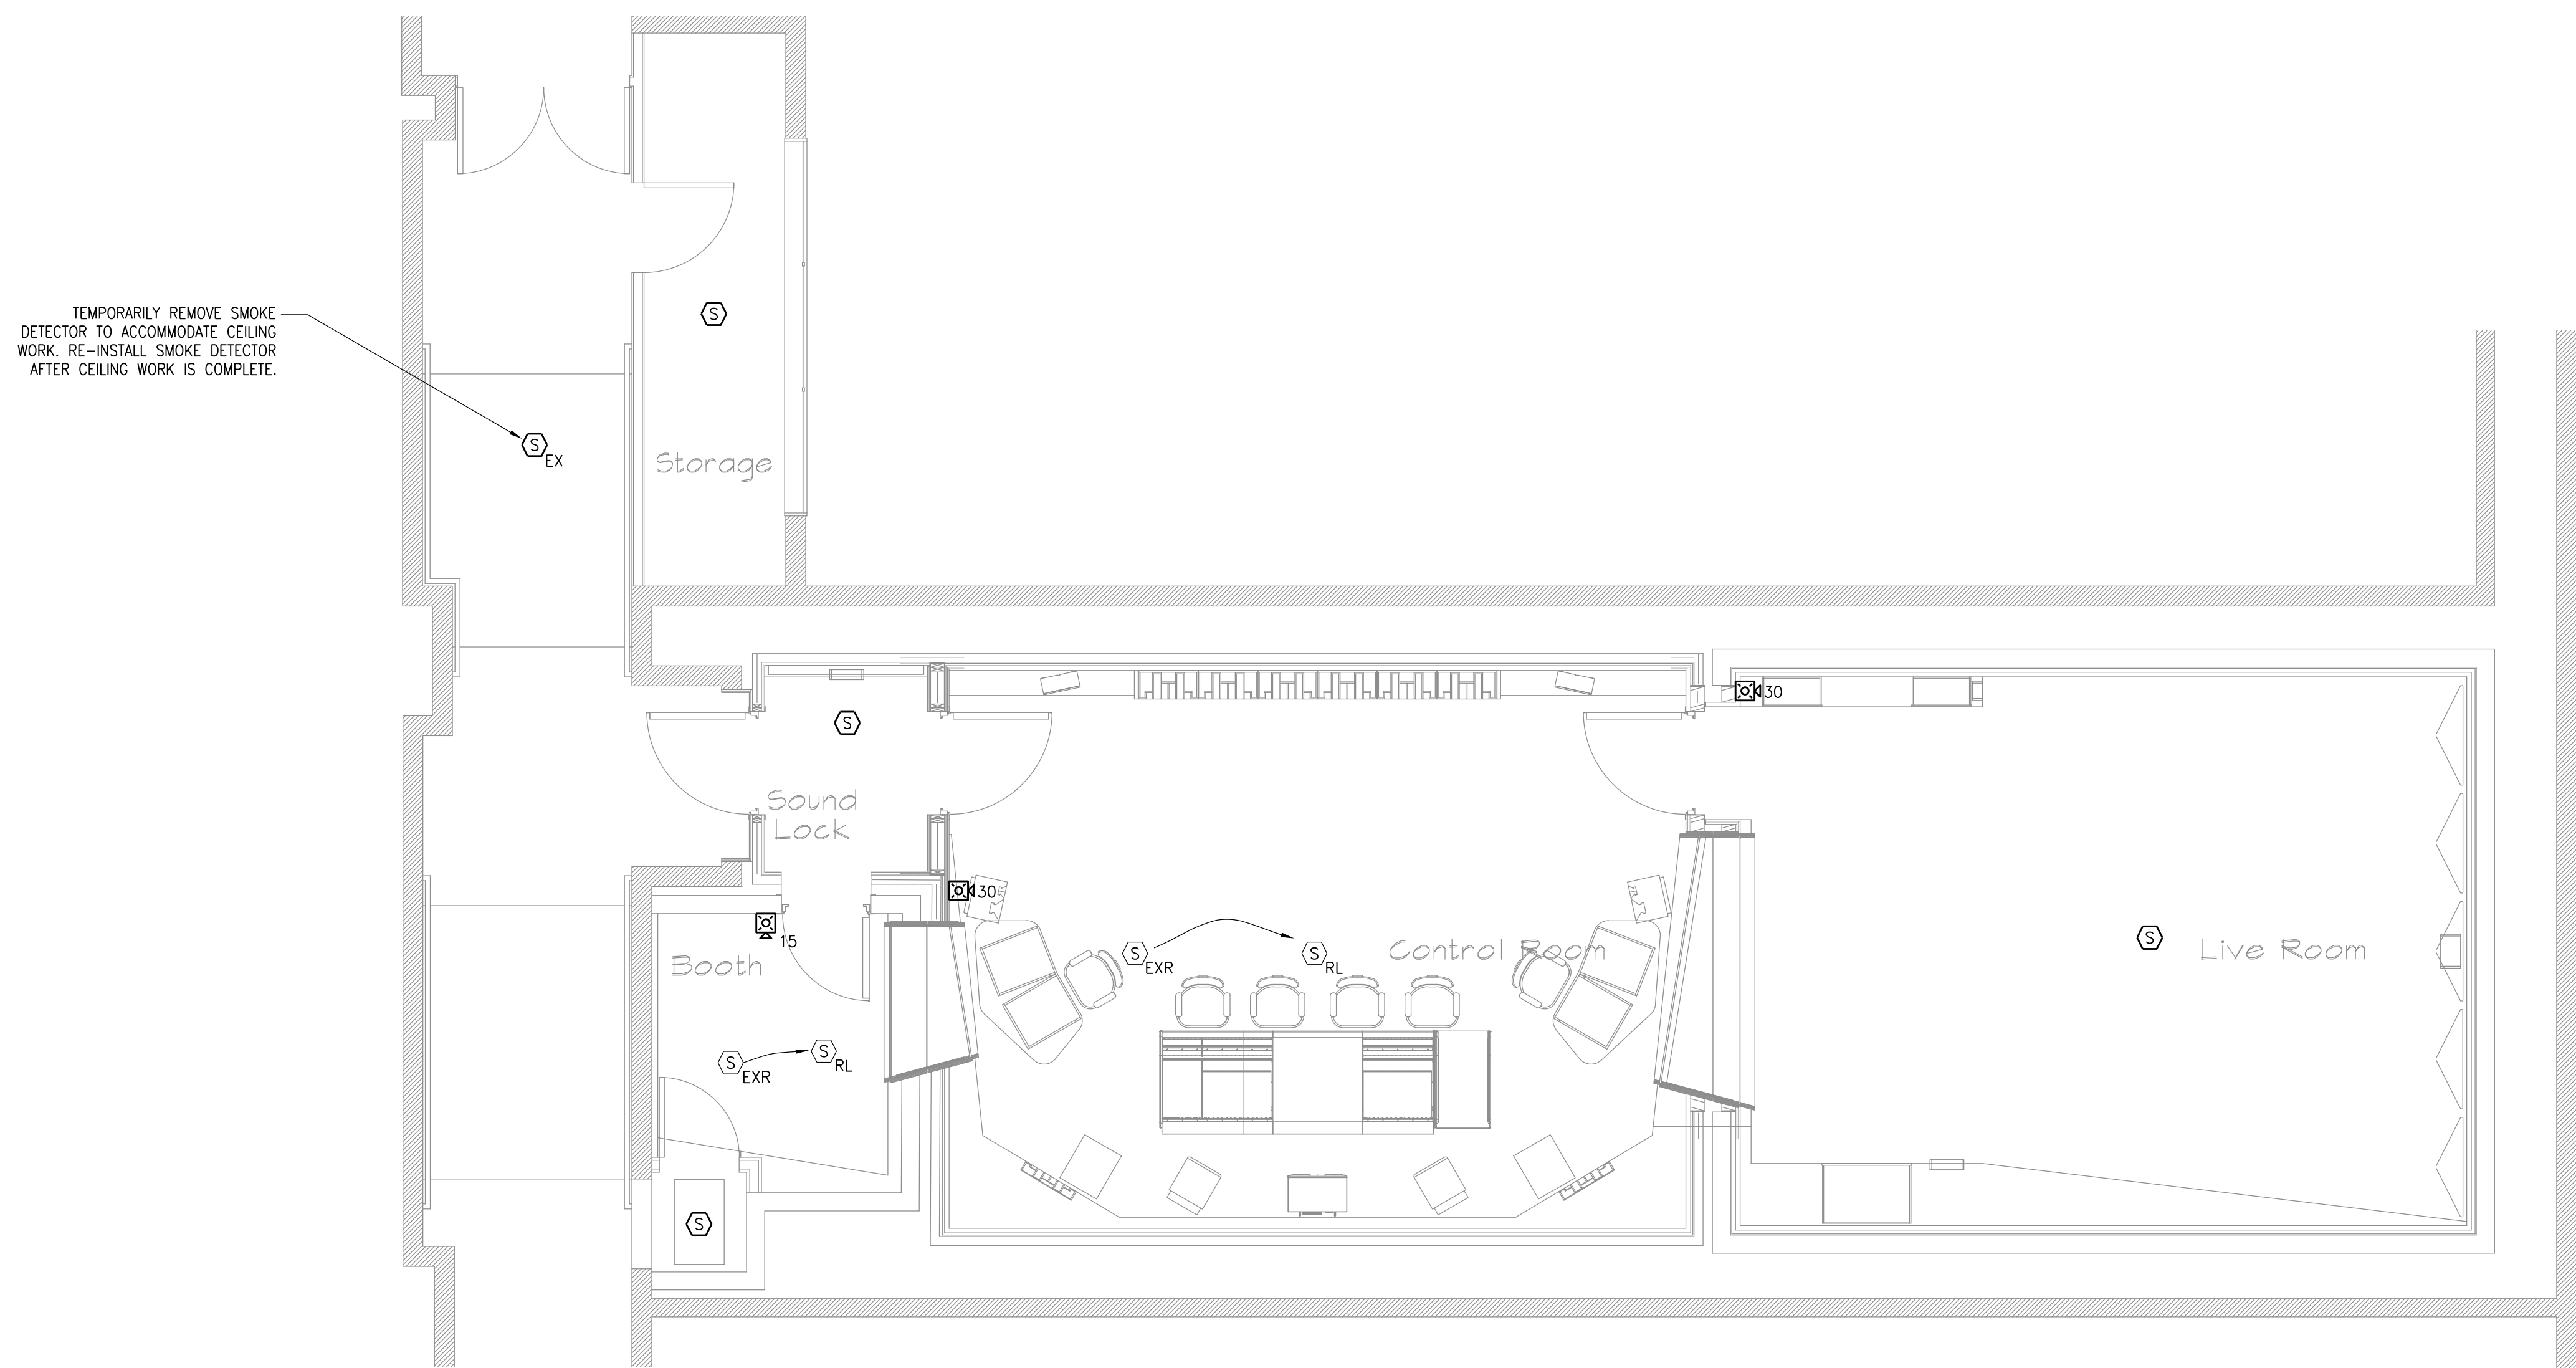 TEMPORARILY REMOVE SMOKE
DETECTOR TO ACCOMMODATE CEILING
WORK. RE-INSTALL SMOKE DETECTOR
AFTER CEILING WORK IS COMPLETE.
S
S
EX
Storage
30
S
Sound
Lock
30
15
S
EXR
S
RL
Control Room
S
Live Room
Booth
S
EXR
S
RL
S